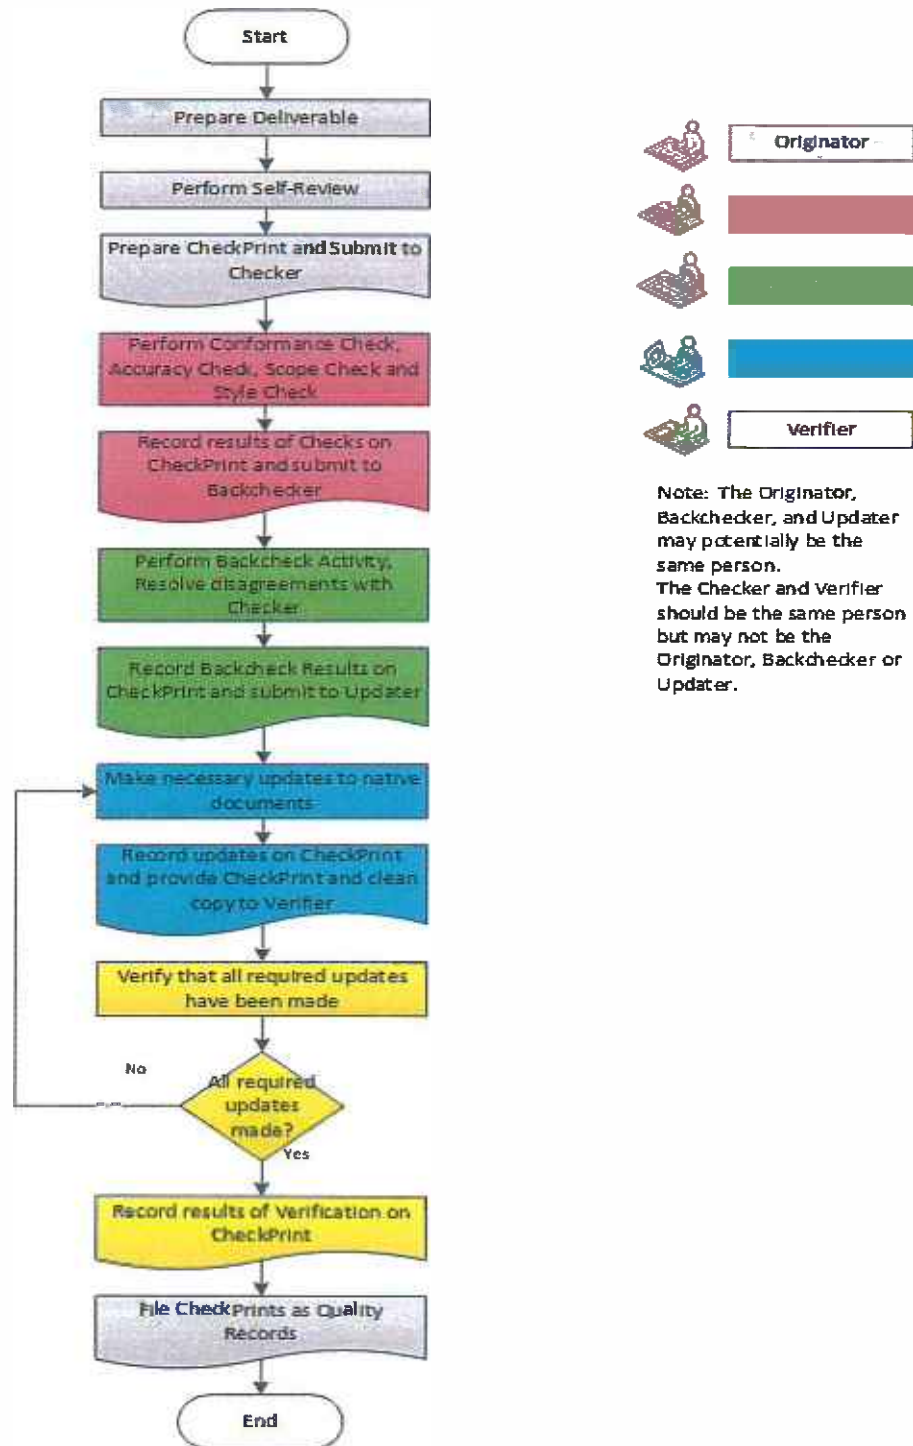 Start
Prepare Deliverable
Perform Self-Review
Prepare CheckPrint and Submit to
Checker
Perform Conformance Check,
Accuracy Check, Scope Check and
Style Check
Record results of Checks on
CheckPrint and submit to
Backchecker
Perform Backcheck Activity,
Resolve disagreements with
Checker
Record Backcheck Results on
CheckPrint and submit to Updater
Make necessary updates to native
documents
Record updates on CheckPrint
and provide CheckPrint and clean
copy to Verifier
Verify that all required updates
have been made
No
All required
updates
made?
Yes
Record results of Verification on
CheckPrint
File CheckPrints as Quality
Records
End
Originator
Verifier
Note: The Originator,
Backchecker, and Updater
may potentially be the
same person.
The Checker and Verifier
should be the same person
but may not be the
Originator, Backchecker or
Updater.